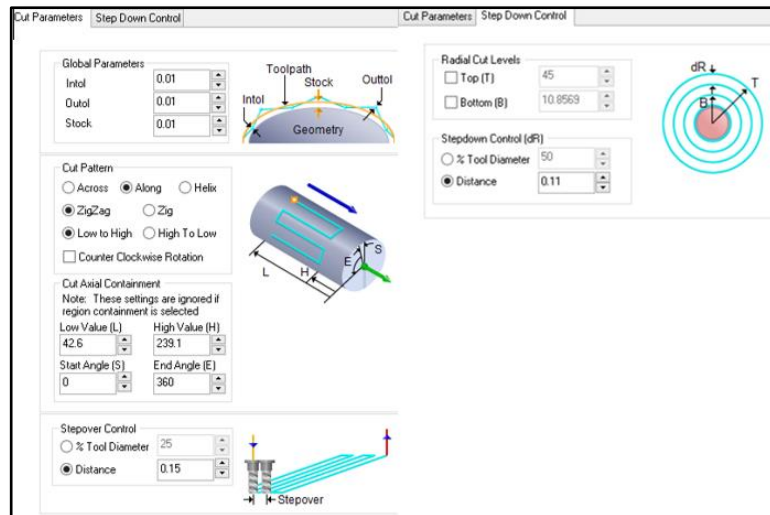 Cut Parameters Step Down Control
Global Parameters
Intol 0.01
Outol 0.01
Stock 0.01
Toolpath
Stock
Outtol
Intol
Geometry
Cut Pattern
Across Along Helix
ZigZag Zig
Low to High High To Low
Counter Clockwise Rotation
S
E
L
H
Cut Axial Containment
Note: These settings are ignored if
region containment is selected
Low Value (L) High Value (H)
42.6 239.1
Start Angle (S) End Angle (E)
0 360
Stepover Control
% Tool Diameter 25
Distance 0.15
Stepover
Cut Parameters Step Down Control
Radial Cut Levels
Top (T) 45
Bottom (B) 10.8569
dR
T
B
Stepdown Control (dR)
% Tool Diameter 50
Distance 0.11